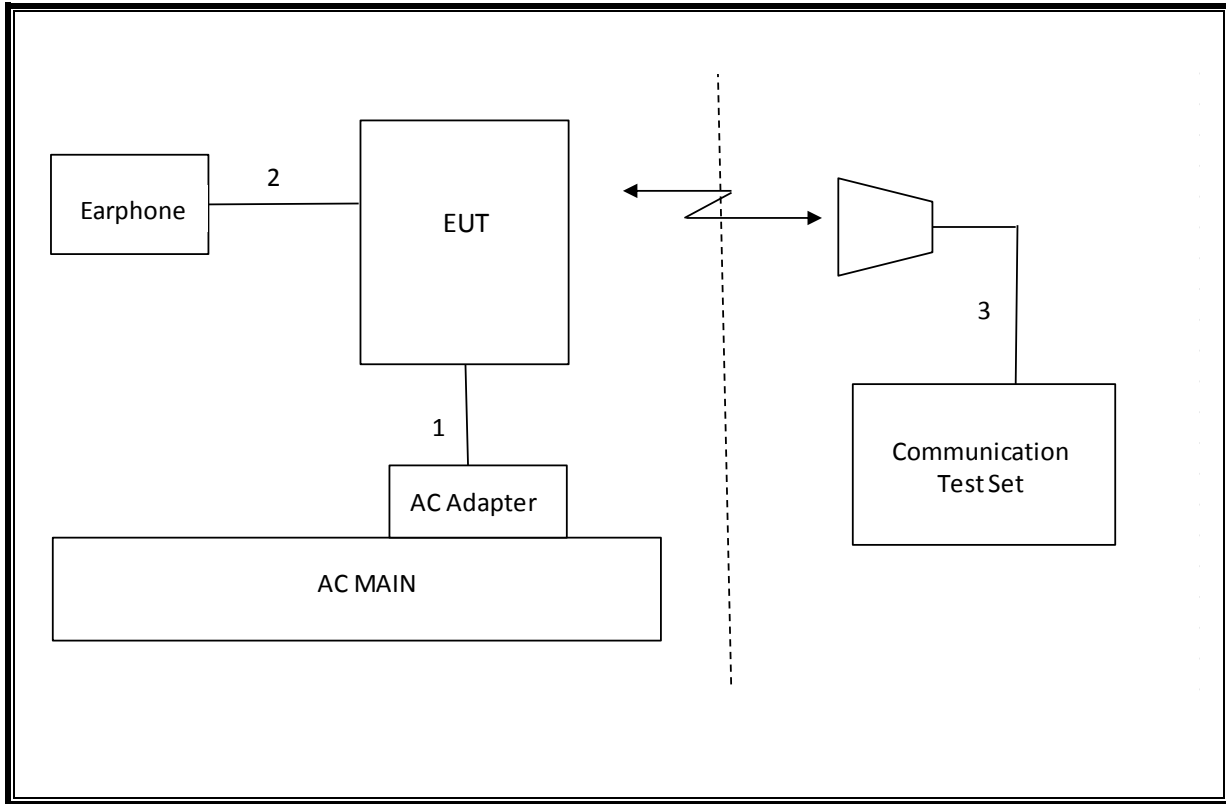 2
Earphone
EUT
3
1
Communication
Test Set
AC Adapter
AC MAIN